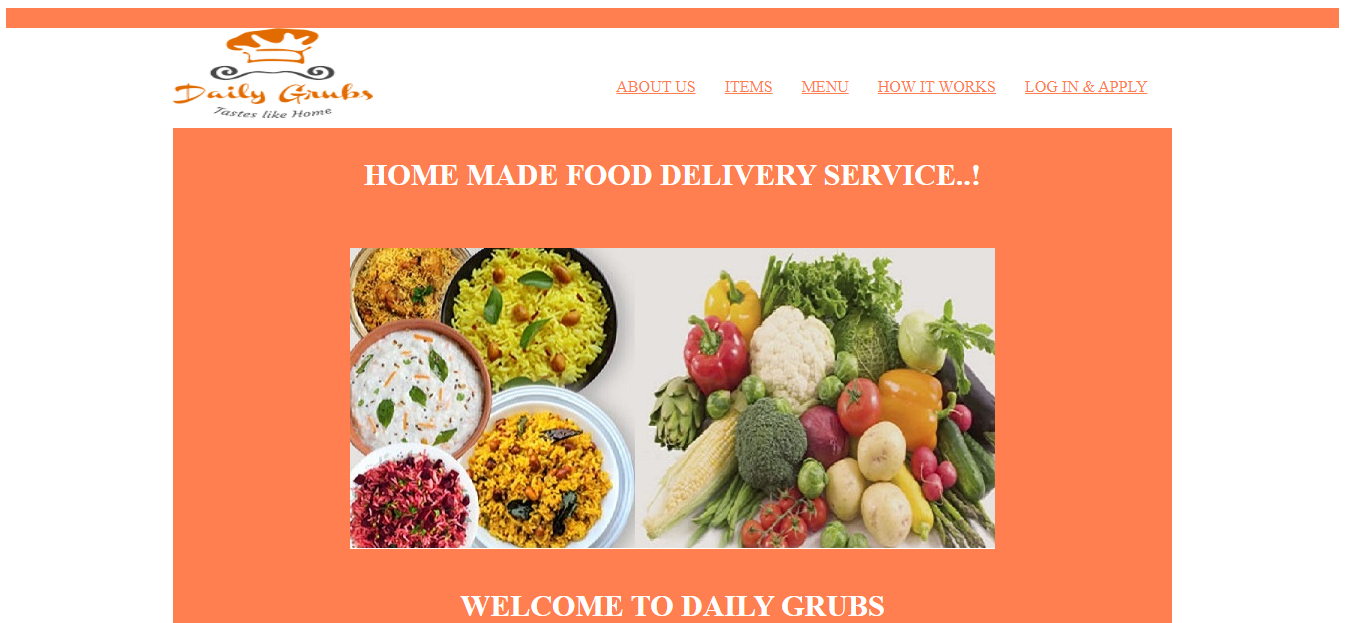 Daily Grubs
Tastes like Home
ABOUT US ITEMS MENU HOW IT WORKS LOG IN & APPLY
HOME MADE FOOD DELIVERY SERVICE..!
WELCOME TO DAILY GRUBS